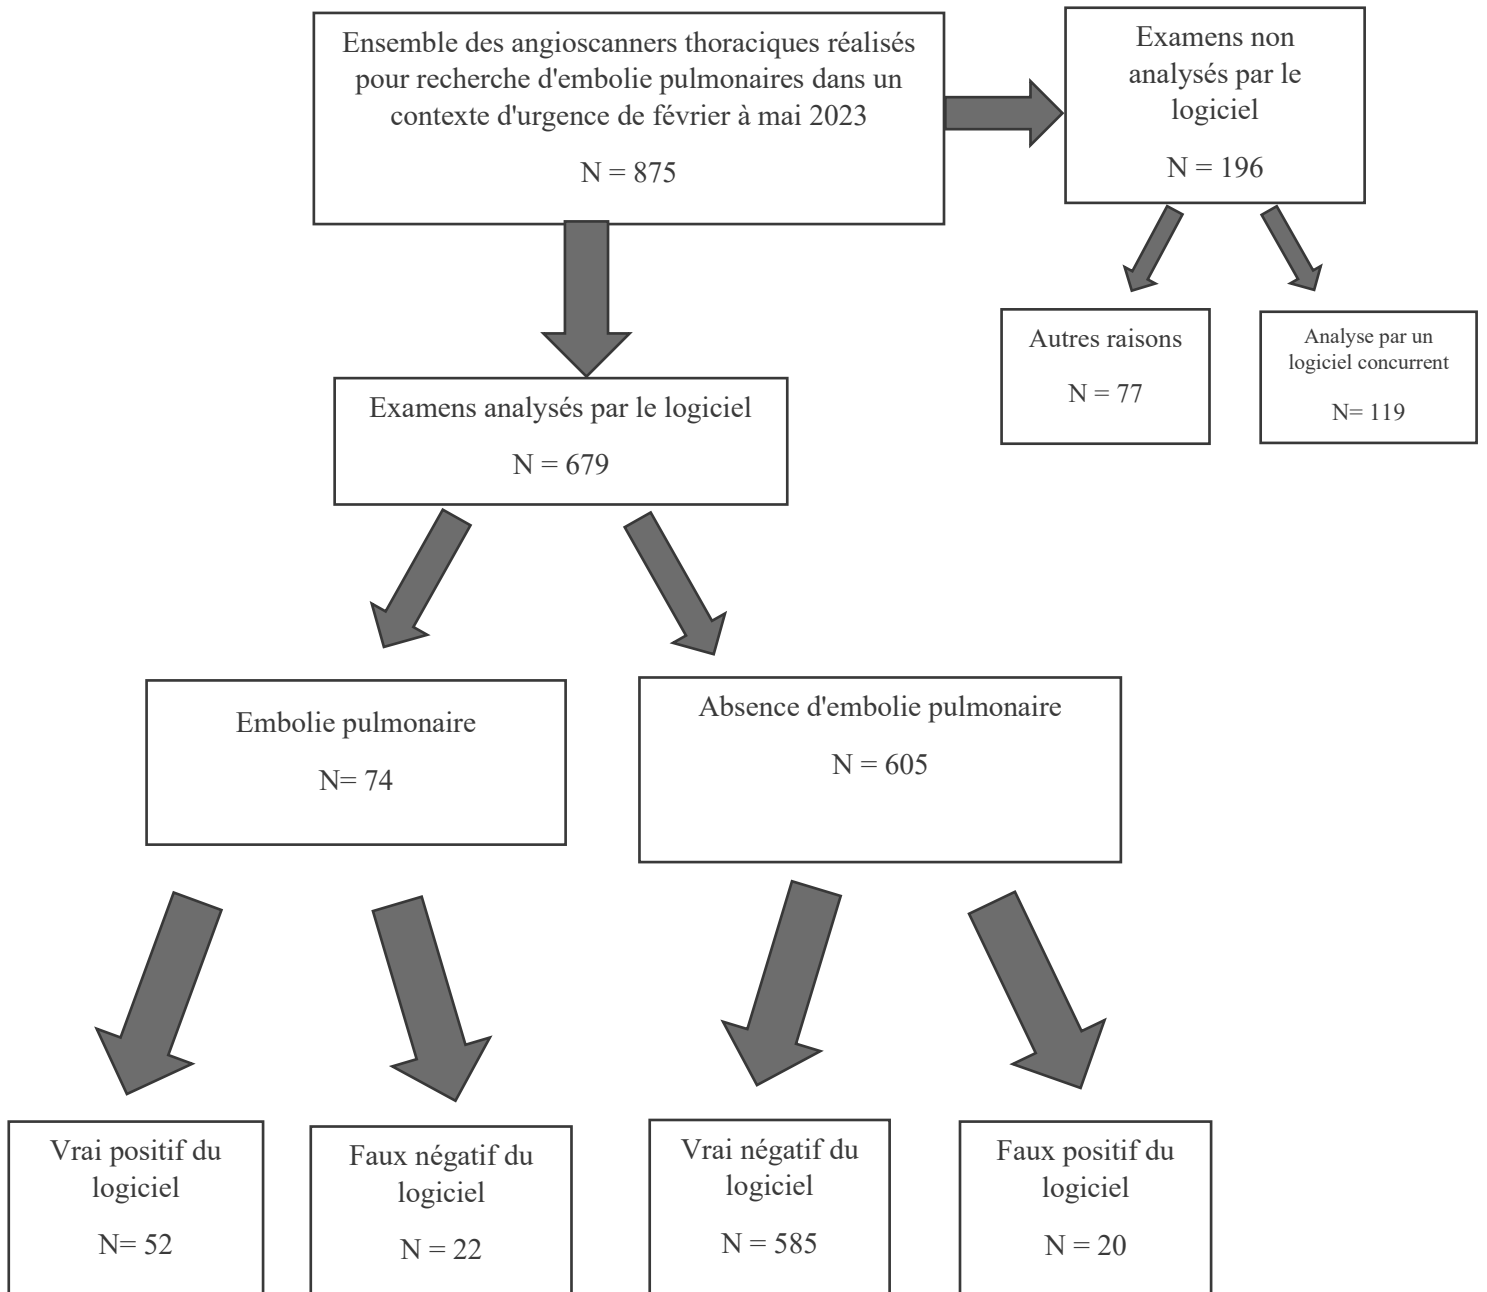 Ensemble des angioscanners thoraciques réalisés
pour recherche d'embolie pulmonaires dans un
contexte d'urgence de février à mai 2023
N = 875
Examens non
analysés par le
logiciel
N = 196
Autres raisons
N = 77
Analyse par un
logiciel concurrent
N= 119
Examens analysés par le logiciel
N = 679
Embolie pulmonaire
N= 74
Absence d'embolie pulmonaire
N = 605
Vrai positif du
logiciel
N= 52
Faux négatif du
logiciel
N = 22
Vrai négatif du
logiciel
N = 585
Faux positif du
logiciel
N = 20